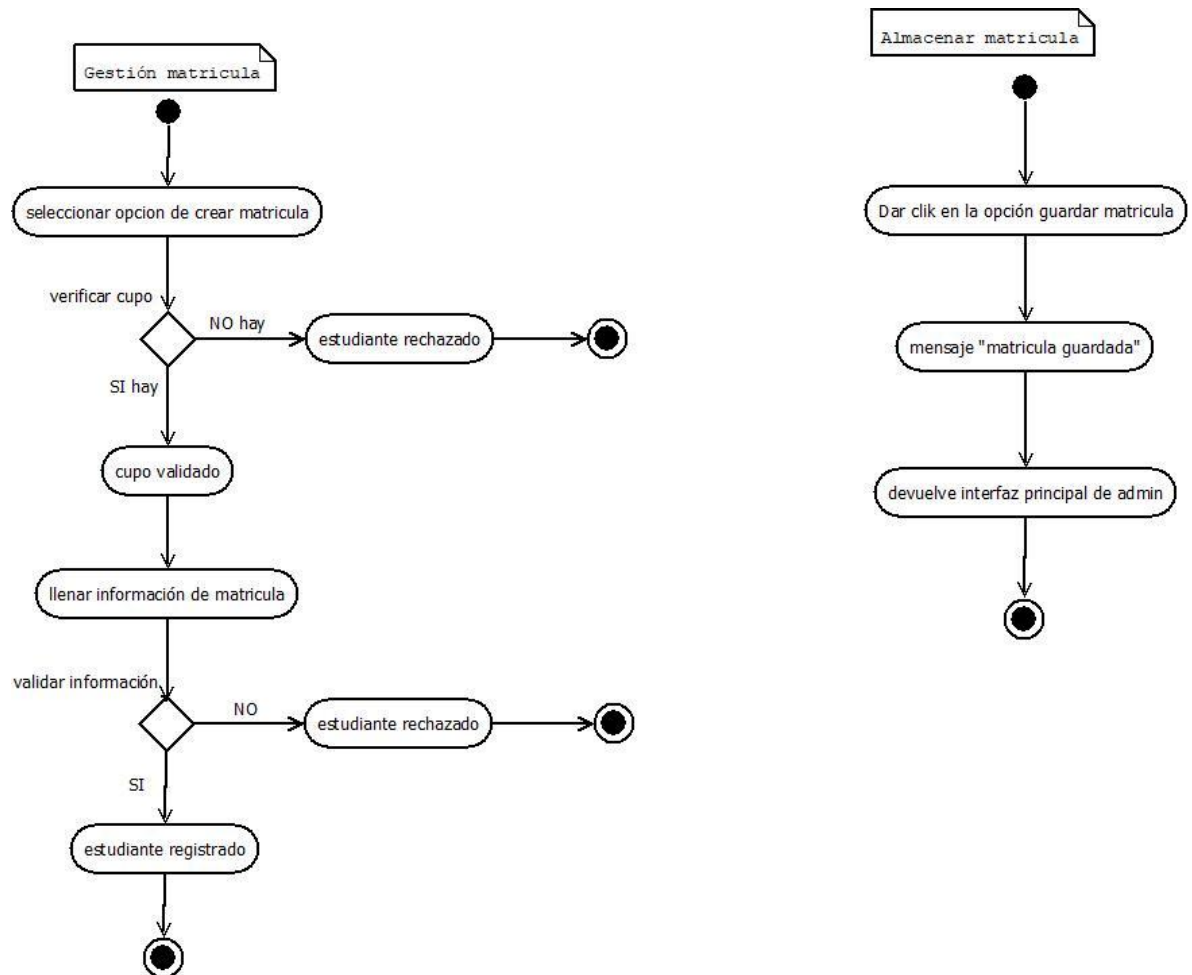 Gestión matricula
seleccionar opcion de crear matricula
verificar cupo
NO hay
estudiante rechazado
SI hay
cupo validado
llenar información de matricula
validar información
NO
estudiante rechazado
SI
estudiante registrado
Almacenar matricula
Dar clik en la opción guardar matricula
mensaje "matricula guardada"
devuelve interfaz principal de admin